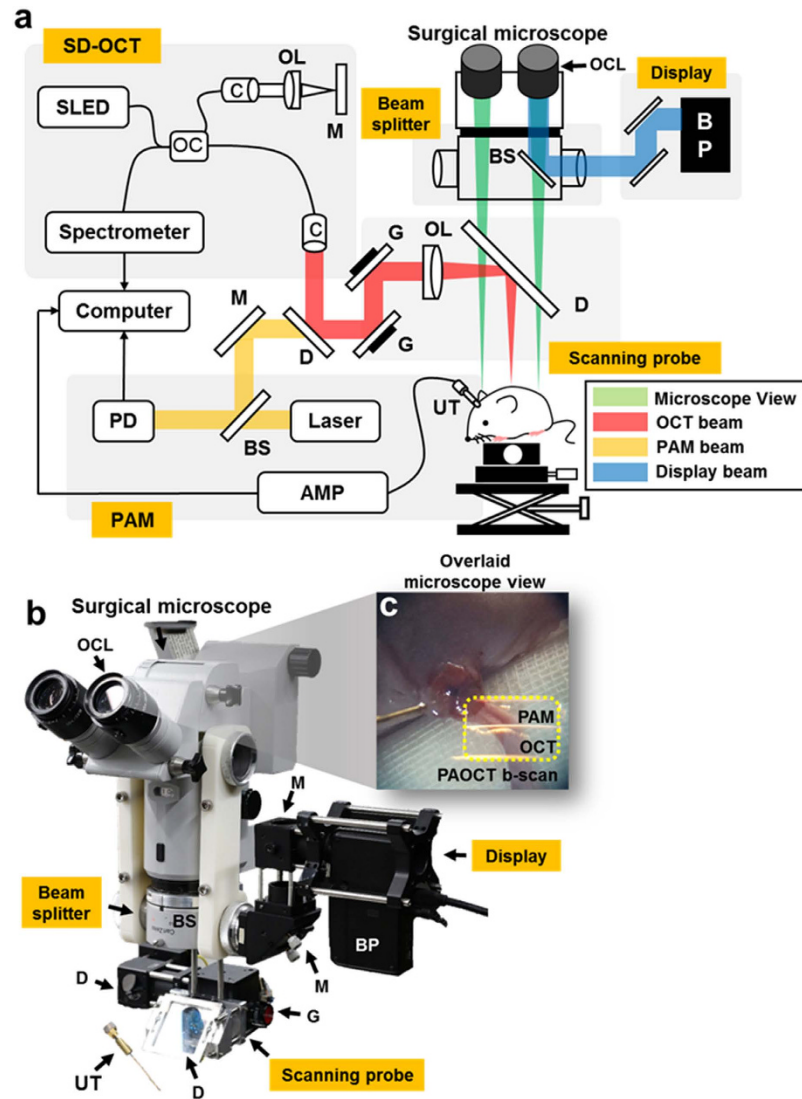 a
Surgical microscope
SD-OCT
OL
OCL
C
Display
SLED
Beam
splitter
M
B
P
OC
BS
Spectrometer
C
G
OL
Computer
M
D
D
G
Scanning probe
UT
PD
Laser
BS
AMP
PAM
Microscope View
OCT beam
PAM beam
Display beam
b
Surgical microscope
OCL
Overlaid
microscope view
c
PAM
OCT
PAOCT b-scan
M
Display
Beam
splitter
BS
BP
M
D
G
UT
D
Scanning probe